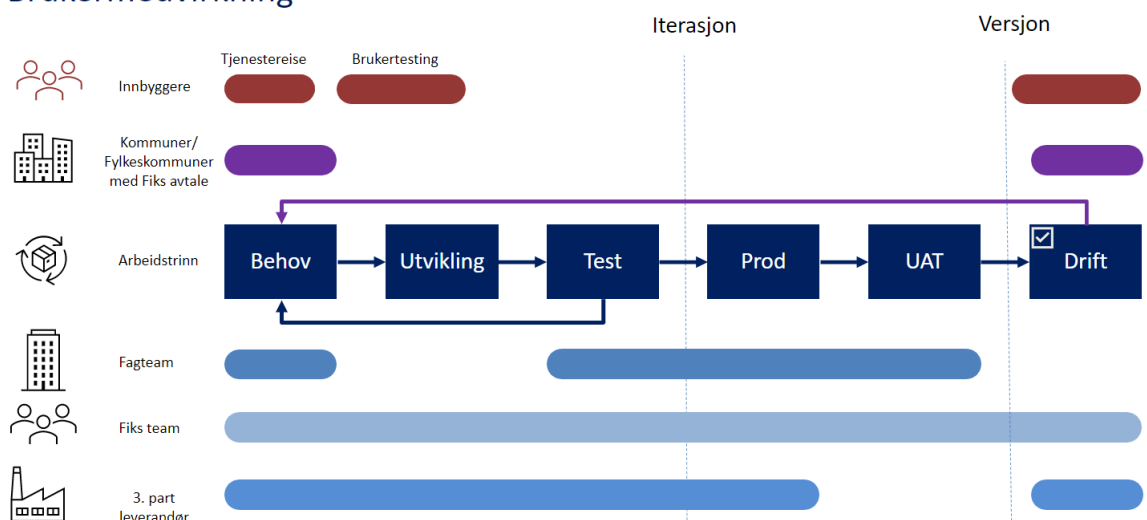 Brukermedvirkning
Iterasjon
Versjon
Tjenestereise
Brukertesting
Innbyggere
Kommuner/
Fylkeskommuner
med Fiks avtale
Arbeidstrinn
Behov
Utvikling
Test
Prod
UAT
Drift
Fagteam
Fiks team
3. part
leverandør